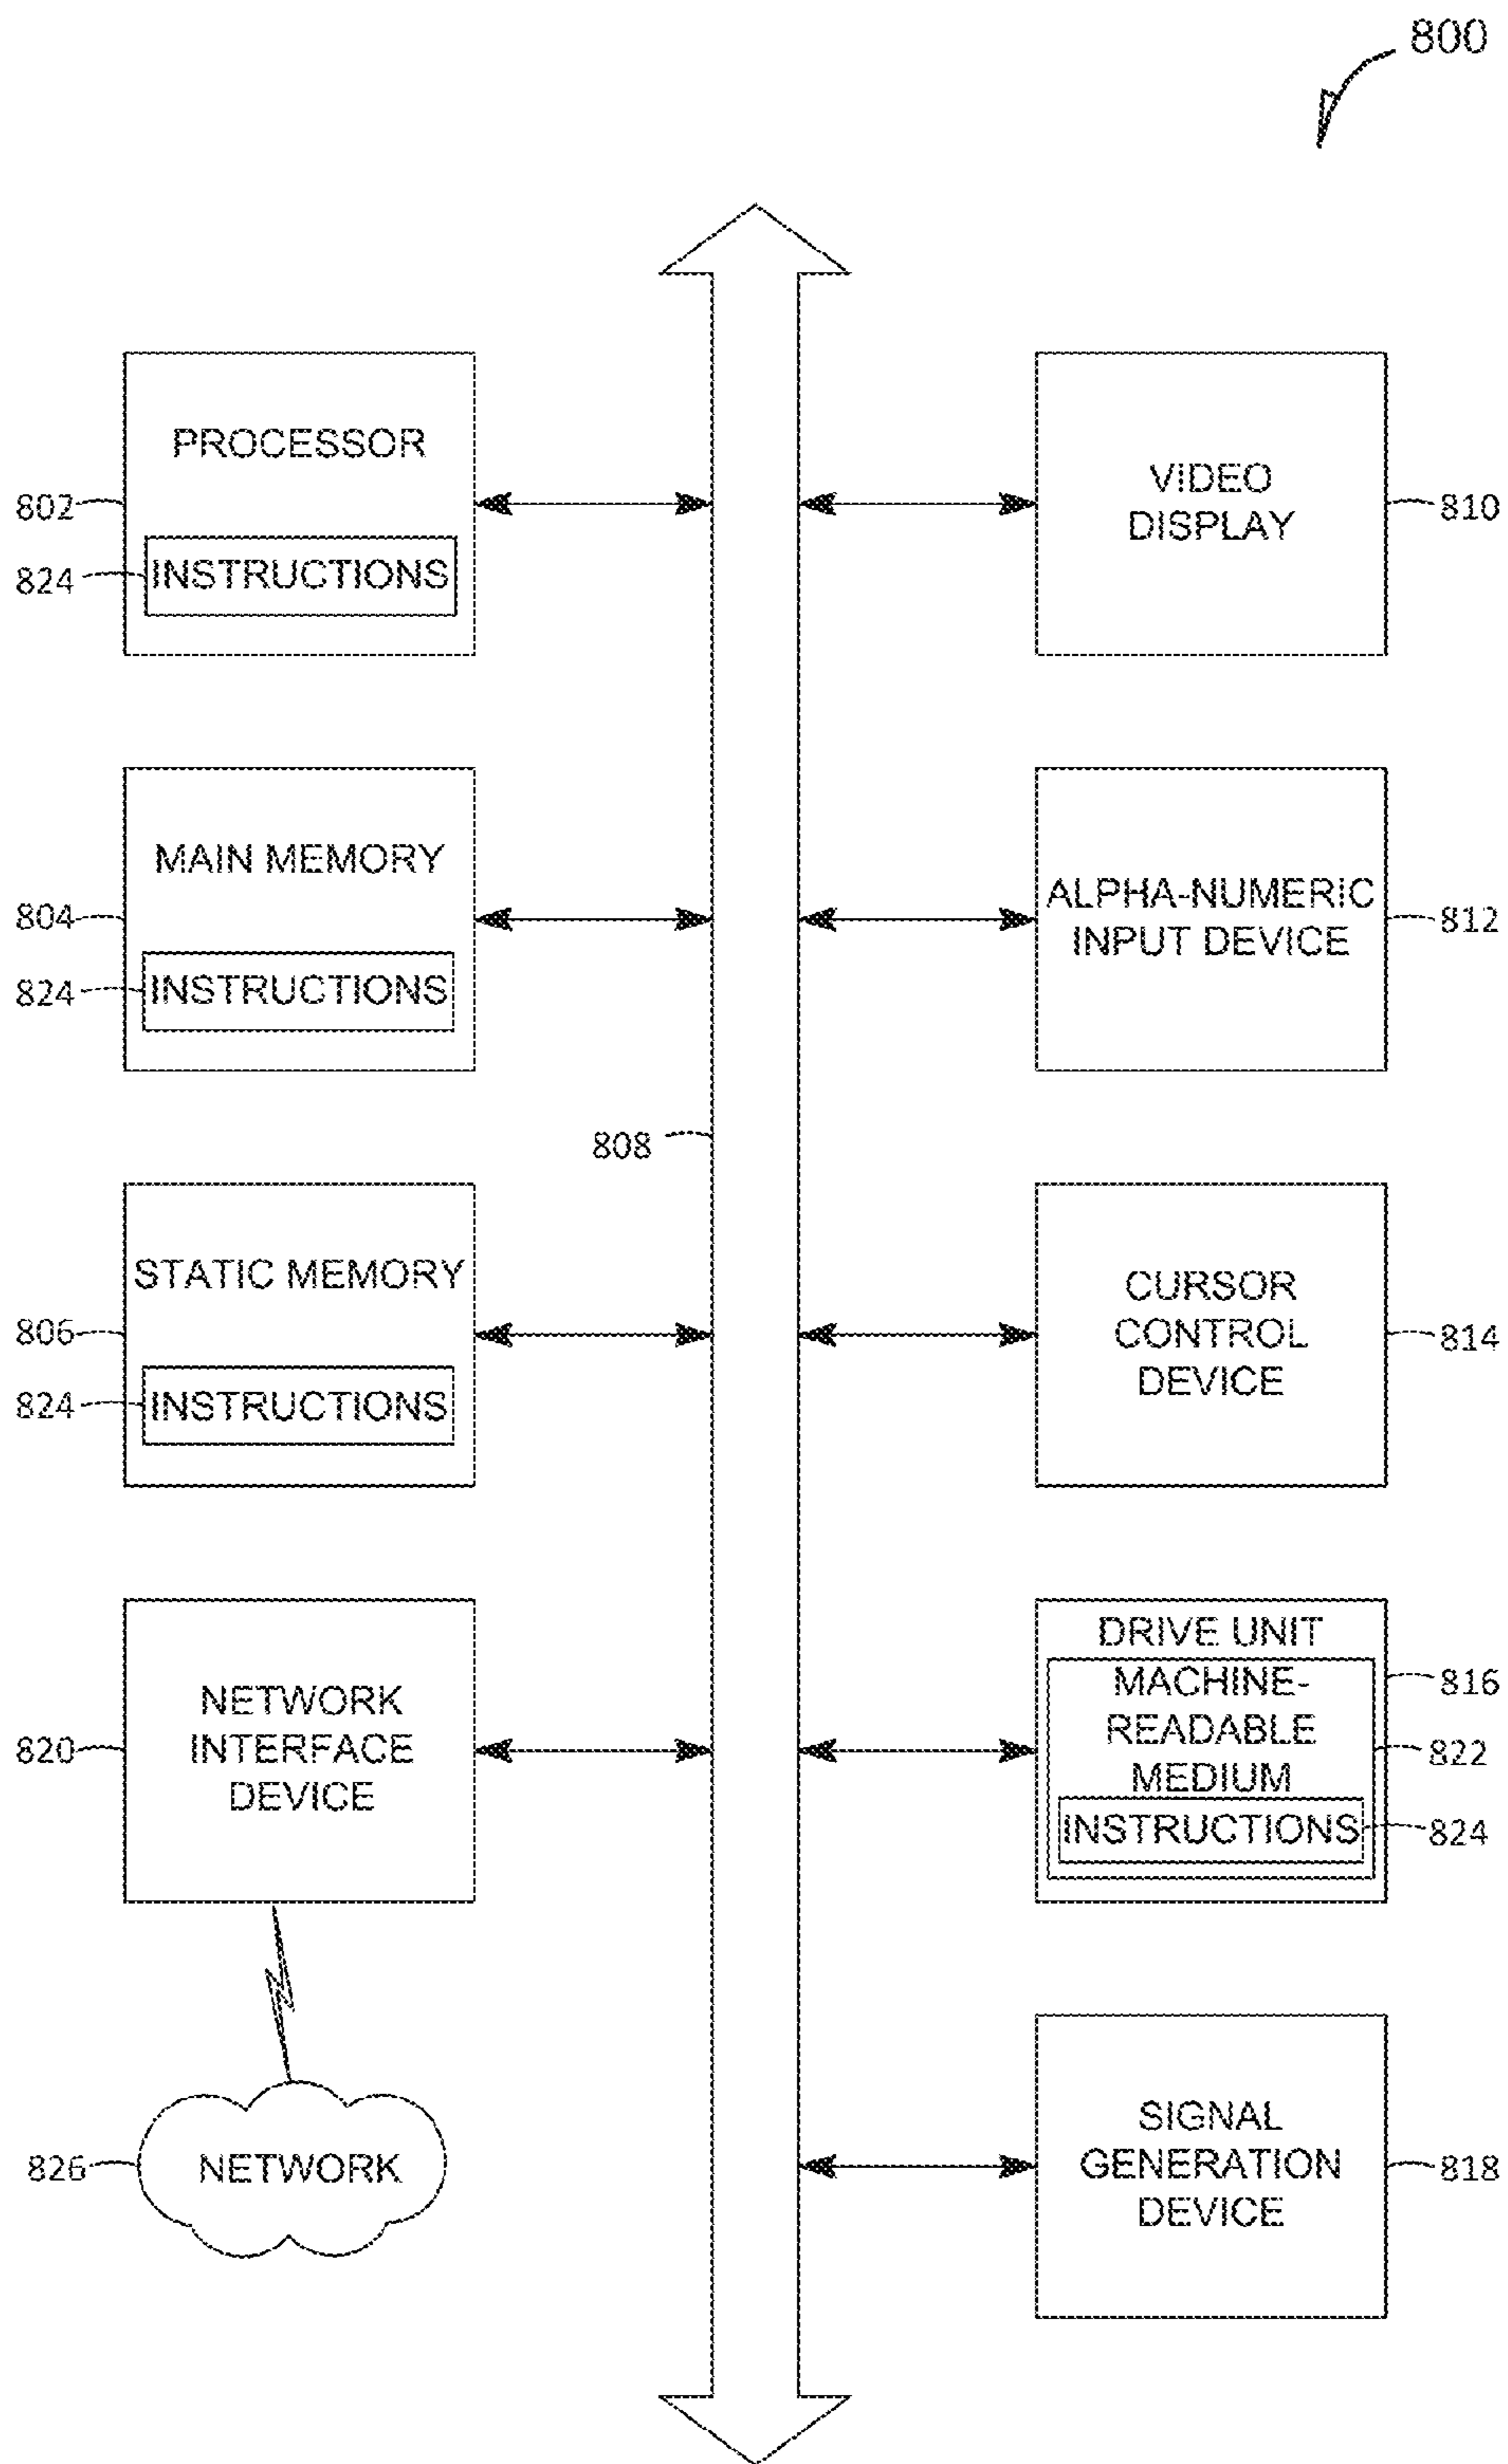 800
PROCESSOR
802
INSTRUCTIONS
824
VIDEO
DISPLAY
810
MAIN MEMORY
804
INSTRUCTIONS
824
ALPHA-NUMERIC
INPUT DEVICE
812
808
STATIC MEMORY
806
INSTRUCTIONS
824
CURSOR
CONTROL
DEVICE
814
NETWORK
INTERFACE
DEVICE
820
DRIVE UNIT
816
MACHINE-
READABLE
MEDIUM
822
INSTRUCTIONS
824
NETWORK
826
SIGNAL
GENERATION
DEVICE
818